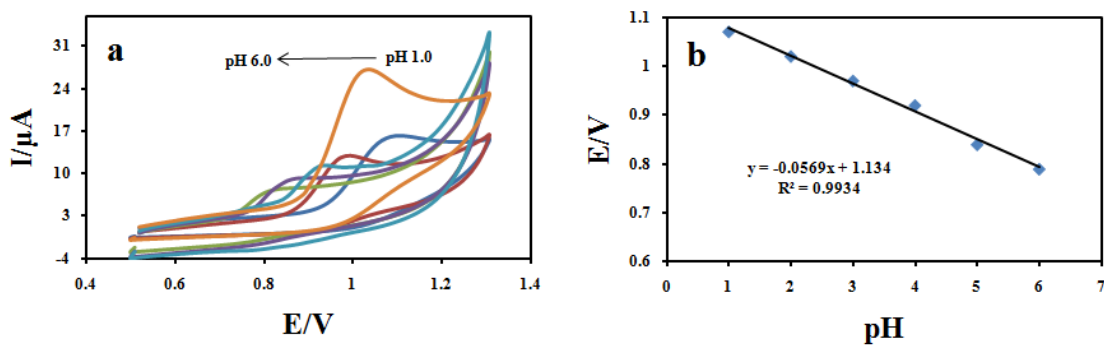 a
I/μA
31
24
17
10
3
-4
pH 6.0
pH 1.0
0.4
0.6
0.8
1
1.2
1.4
E/V
b
E/V
1.1
1
0.9
0.8
0.7
0.6
y = -0.0569x + 1.134
R² = 0.9934
0
1
2
3
4
5
6
7
pH